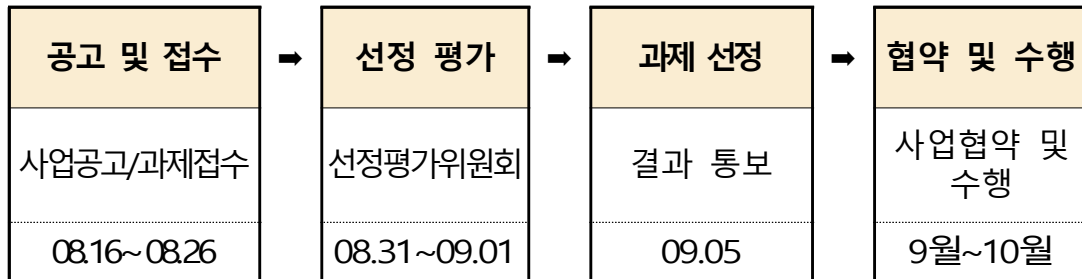 공고 및 접수 ➡ 선정 평가 ➡ 과제 선정 ➡ 협약 및 수행
사업공고/과제접수 선정평가위원회 결과 통보 사업협약 및
수행
08.16~08.26 08.31~09.01 09.05 9월~10월